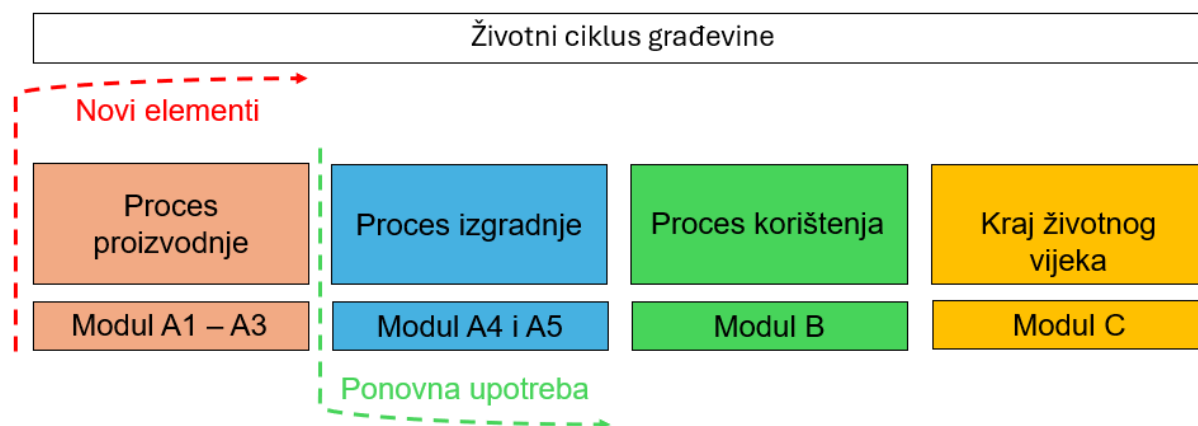 Životni ciklus građevine
Novi elementi
Proces
proizvodnje
Proces izgradnje
Proces korištenja
Kraj životnog
vijeka
Modul A1 – A3
Modul A4 i A5
Modul B
Modul C
Ponovna upotreba